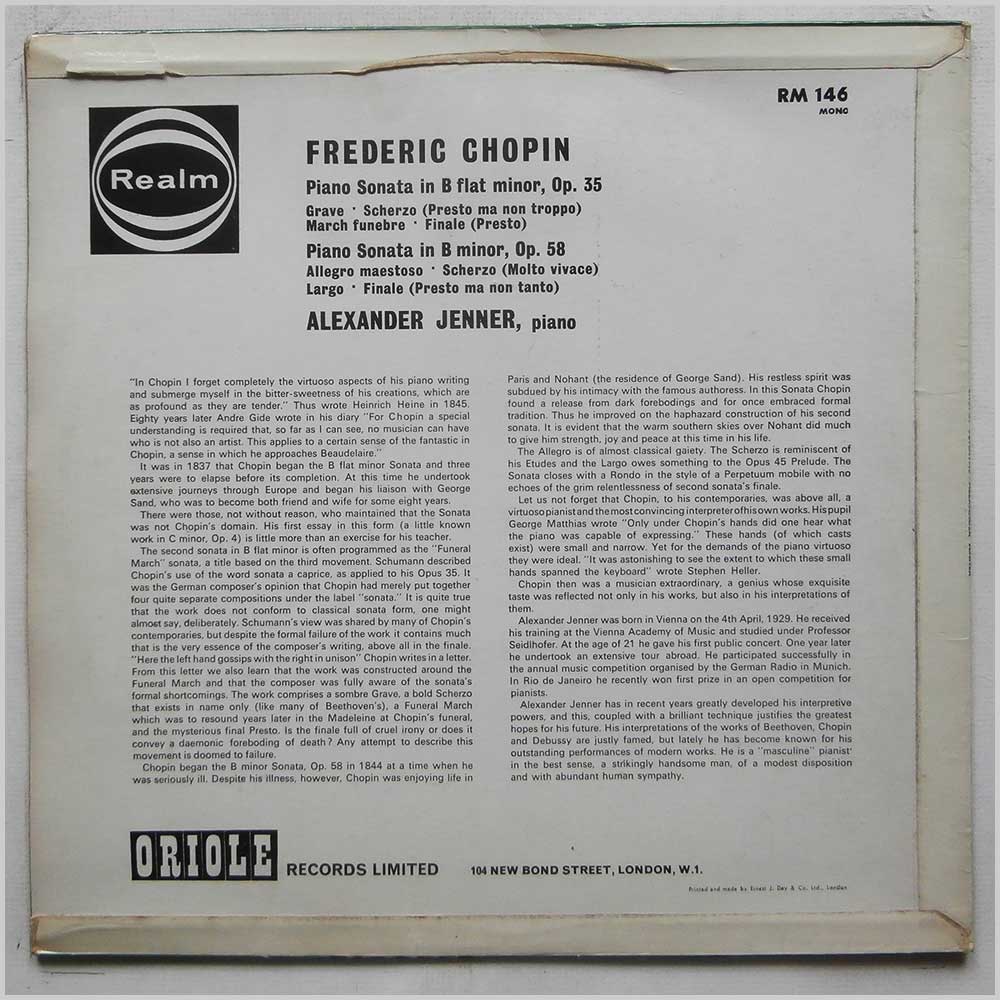 RM 146
MONO
Realm
FREDERIC CHOPIN
Piano Sonata in B flat minor, Op. 35
Grave · Scherzo (Presto ma non troppo)
March funebre · Finale (Presto)
Piano Sonata in B minor, Op. 58
Allegro maestoso · Scherzo (Molto vivace)
Largo · Finale (Presto ma non tanto)
ALEXANDER JENNER, piano
"In Chopin I forget completely the virtuoso aspects of his piano writing
and submerge myself in the bitter-sweetness of his creations, which are
as profound as they are tender." Thus wrote Heinrich Heine in 1845.
Eighty years later Andre Gide wrote in his diary "For Chopin a special
understanding is required that, so far as I can see, no musician can have
who is not also an artist. This applies to a certain sense of the fantastic in
Chopin, a sense in which he approaches Beaudelaire."
It was in 1837 that Chopin began the B flat minor Sonata and three
years were to elapse before its completion. At this time he undertook
extensive journeys through Europe and began his liaison with George
Sand, who was to become both friend and wife for some eight years.
There were those, not without reason, who maintained that the Sonata
was not Chopin's domain. His first essay in this form (a little known
work in C minor, Op. 4) is little more than an exercise for his teacher.
The second sonata in B flat minor is often programmed as the "Funeral
March" sonata, a title based on the third movement. Schumann described
Chopin's use of the word sonata a caprice, as applied to his Opus 35. It
was the German composer's opinion that Chopin had merely put together
four quite separate compositions under the label "sonata." It is quite true
that the work does not conform to classical sonata form, one might
almost say, deliberately. Schumann's view was shared by many of Chopin's
contemporaries, but despite the formal failure of the work it contains much
that is the very essence of the composer's writing, above all in the finale.
"Here the left hand gossips with the right in unison" Chopin writes in a letter.
From this letter we also learn that the work was constructed around the
Funeral March and that the composer was fully aware of the sonata's
formal shortcomings. The work comprises a sombre Grave, a bold Scherzo
that exists in name only (like many of Beethoven's), a Funeral March
which was to resound years later in the Madeleine at Chopin's funeral,
and the mysterious final Presto. Is the finale full of cruel irony or does it
convey a daemonic foreboding of death? Any attempt to describe this
movement is doomed to failure.
Chopin began the B minor Sonata, Op. 58 in 1844 at a time when he
was seriously ill. Despite his illness, however, Chopin was enjoying life in
Paris and Nohant (the residence of George Sand). His restless spirit was
subdued by his intimacy with the famous authoress. In this Sonata Chopin
found a release from dark forebodings and for once embraced formal
tradition. Thus he improved on the haphazard construction of his second
sonata. It is evident that the warm southern skies over Nohant did much
to give him strength, joy and peace at this time in his life.
The Allegro is of almost classical gaiety. The Scherzo is reminiscent of
his Etudes and the Largo owes something to the Opus 45 Prelude. The
Sonata closes with a Rondo in the style of a Perpetuum mobile with no
echoes of the grim relentlessness of second sonata's finale.
Let us not forget that Chopin, to his contemporaries, was above all, a
virtuoso pianist and the most convincing interpreter of his own works. His pupil
George Matthias wrote "Only under Chopin's hands did one hear what
the piano was capable of expressing." These hands (of which casts
exist) were small and narrow. Yet for the demands of the piano virtuoso
they were ideal. "It was astonishing to see the extent to which these small
hands spanned the keyboard" wrote Stephen Heller.
Chopin then was a musician extraordinary, a genius whose exquisite
taste was reflected not only in his works, but also in his interpretations of
them.
Alexander Jenner was born in Vienna on the 4th April, 1929. He received
his training at the Vienna Academy of Music and studied under Professor
Seidlhofer. At the age of 21 he gave his first public concert. One year later
he undertook an extensive tour abroad. He participated successfully in
the annual music competition organised by the German Radio in Munich.
In Rio de Janeiro he recently won first prize in an open competition for
pianists.
Alexander Jenner has in recent years greatly developed his interpretive
powers, and this, coupled with a brilliant technique justifies the greatest
hopes for his future. His interpretations of the works of Beethoven, Chopin
and Debussy are justly famed, but lately he has become known for his
outstanding performances of modern works. He is a "masculine" pianist
in the best sense, a strikingly handsome man, of a modest disposition
and with abundant human sympathy.
ORIOLE RECORDS LIMITED 104 NEW BOND STREET, LONDON, W.1.
Printed and made by Ernest J. Day & Co. Ltd., London